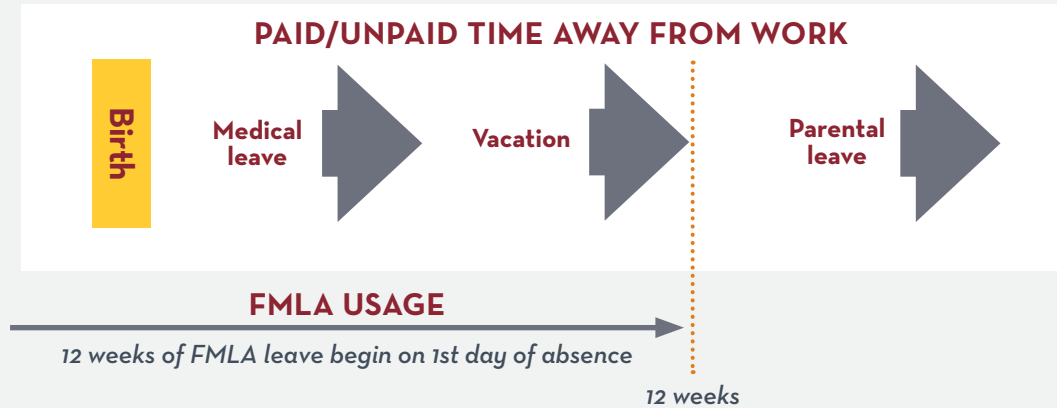 PAID/UNPAID TIME AWAY FROM WORK
Birth
Medical
leave
Vacation
Parental
leave
FMLA USAGE
12 weeks of FMLA leave begin on 1st day of absence
12 weeks